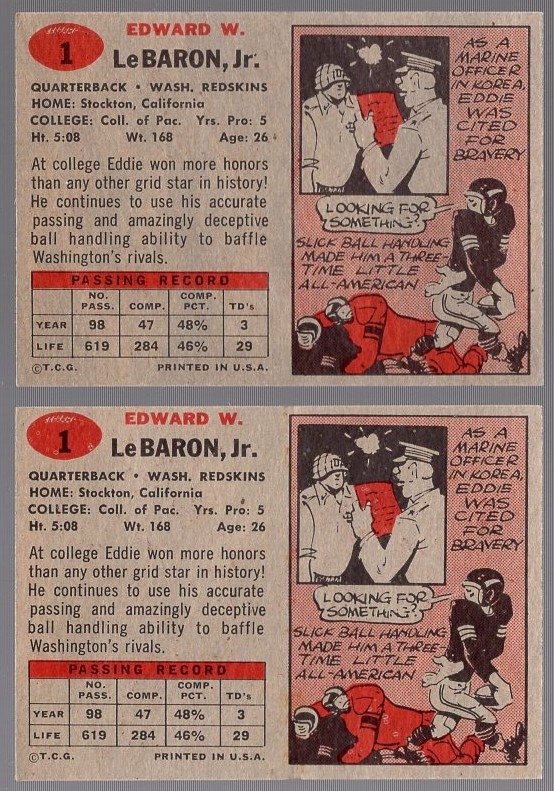 1
EDWARD W.
LeBARON, Jr.
QUARTERBACK • WASH. REDSKINS
HOME: Stockton, California
COLLEGE: Coll. of Pac. Yrs. Pro: 5
Ht. 5:08 Wt. 168 Age: 26
At college Eddie won more honors
than any other grid star in history!
He continues to use his accurate
passing and amazingly deceptive
ball handling ability to baffle
Washington's rivals.
PASSING RECORD
NO. PASS. COMP. COMP. PCT. TD's
YEAR 98 47 48% 3
LIFE 619 284 46% 29
©T.C.G. PRINTED IN U.S.A.
AS A
MARINE
OFFICER
IN KOREA,
EDDIE
WAS
CITED
FOR
BRAVERY
LOOKING FOR
SOMETHING?
SLICK BALL HANDLING
MADE HIM A THREE-
TIME LITTLE
ALL-AMERICAN
1
EDWARD W.
LeBARON, Jr.
QUARTERBACK • WASH. REDSKINS
HOME: Stockton, California
COLLEGE: Coll. of Pac. Yrs. Pro: 5
Ht. 5:08 Wt. 168 Age: 26
At college Eddie won more honors
than any other grid star in history!
He continues to use his accurate
passing and amazingly deceptive
ball handling ability to baffle
Washington's rivals.
PASSING RECORD
NO. PASS. COMP. COMP. PCT. TD's
YEAR 98 47 48% 3
LIFE 619 284 46% 29
©T.C.G. PRINTED IN U.S.A.
AS A
MARINE
OFFICER
IN KOREA,
EDDIE
WAS
CITED
FOR
BRAVERY
LOOKING FOR
SOMETHING?
SLICK BALL HANDLING
MADE HIM A THREE-
TIME LITTLE
ALL-AMERICAN